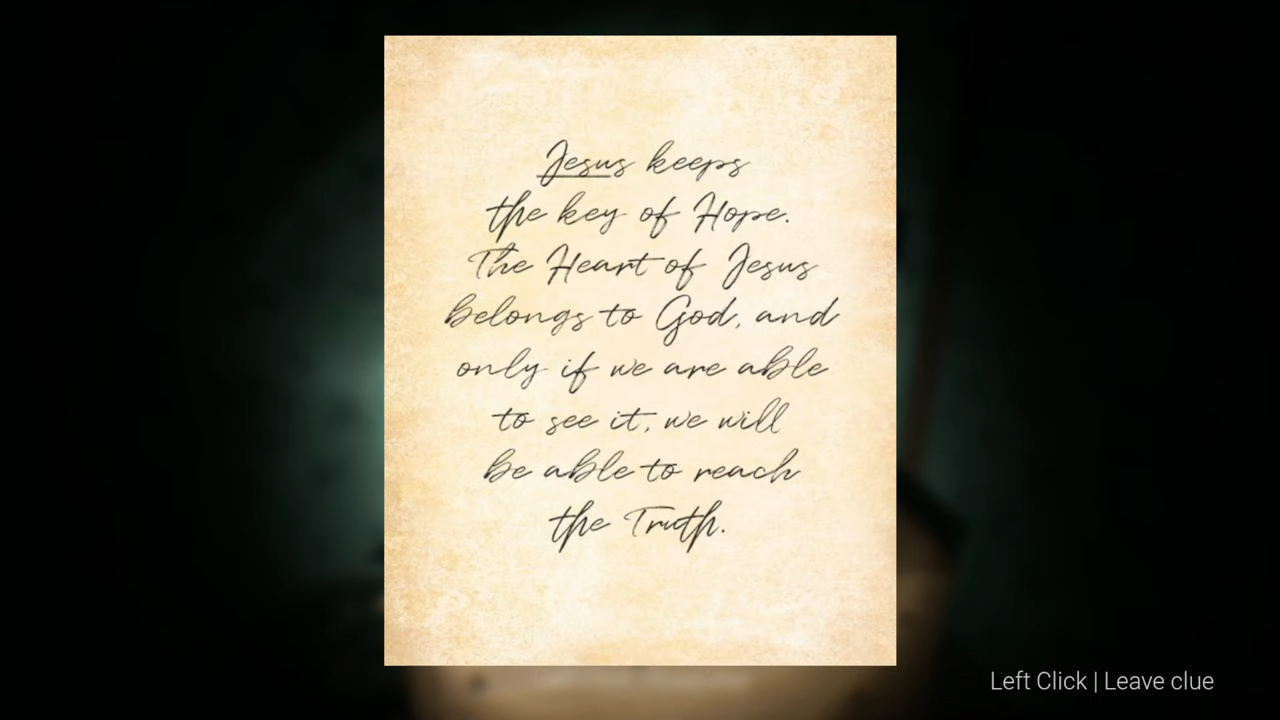 Jesus keeps
the key of Hope.
The Heart of Jesus
belongs to God, and
only if we are able
to see it, we will
be able to reach
the Truth.
Left Click | Leave clue